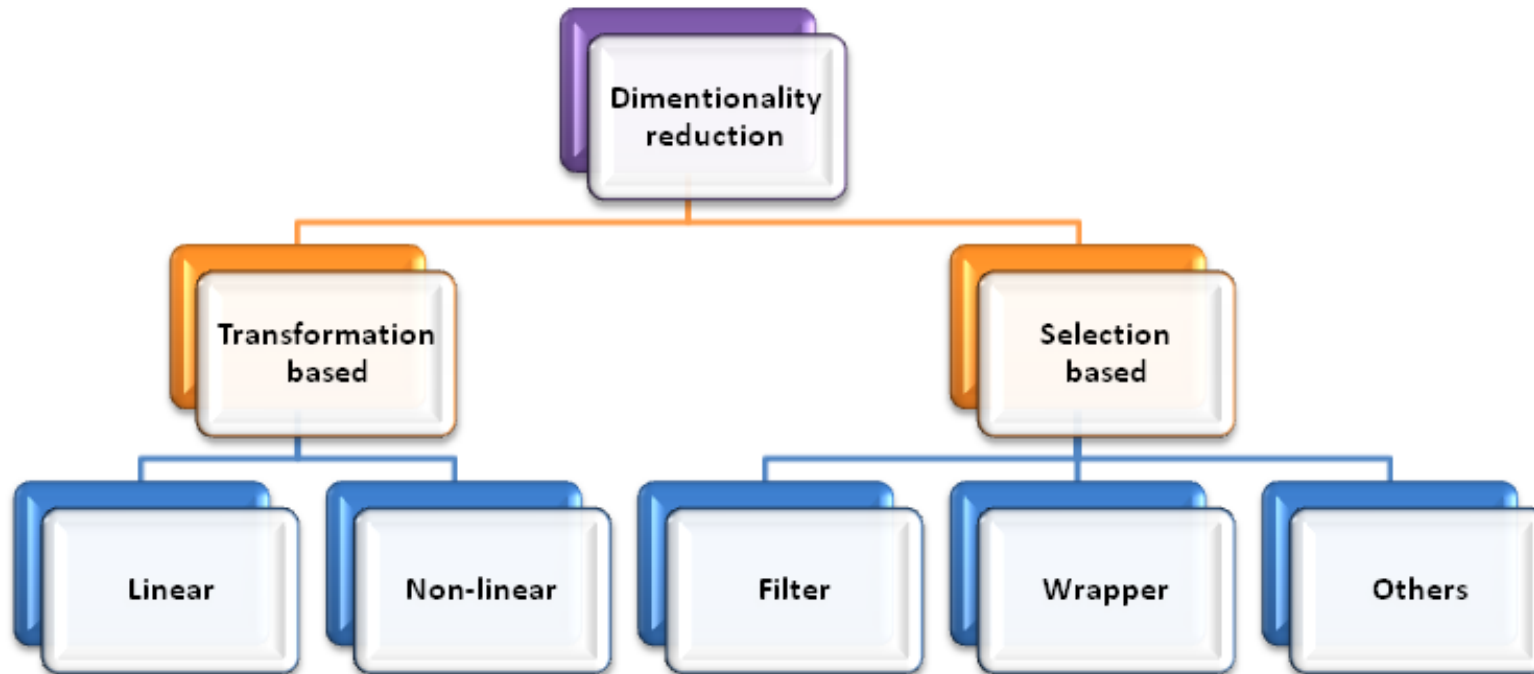 Dimentionality
reduction
Transformation
based
Selection
based
Linear
Non-linear
Filter
Wrapper
Others